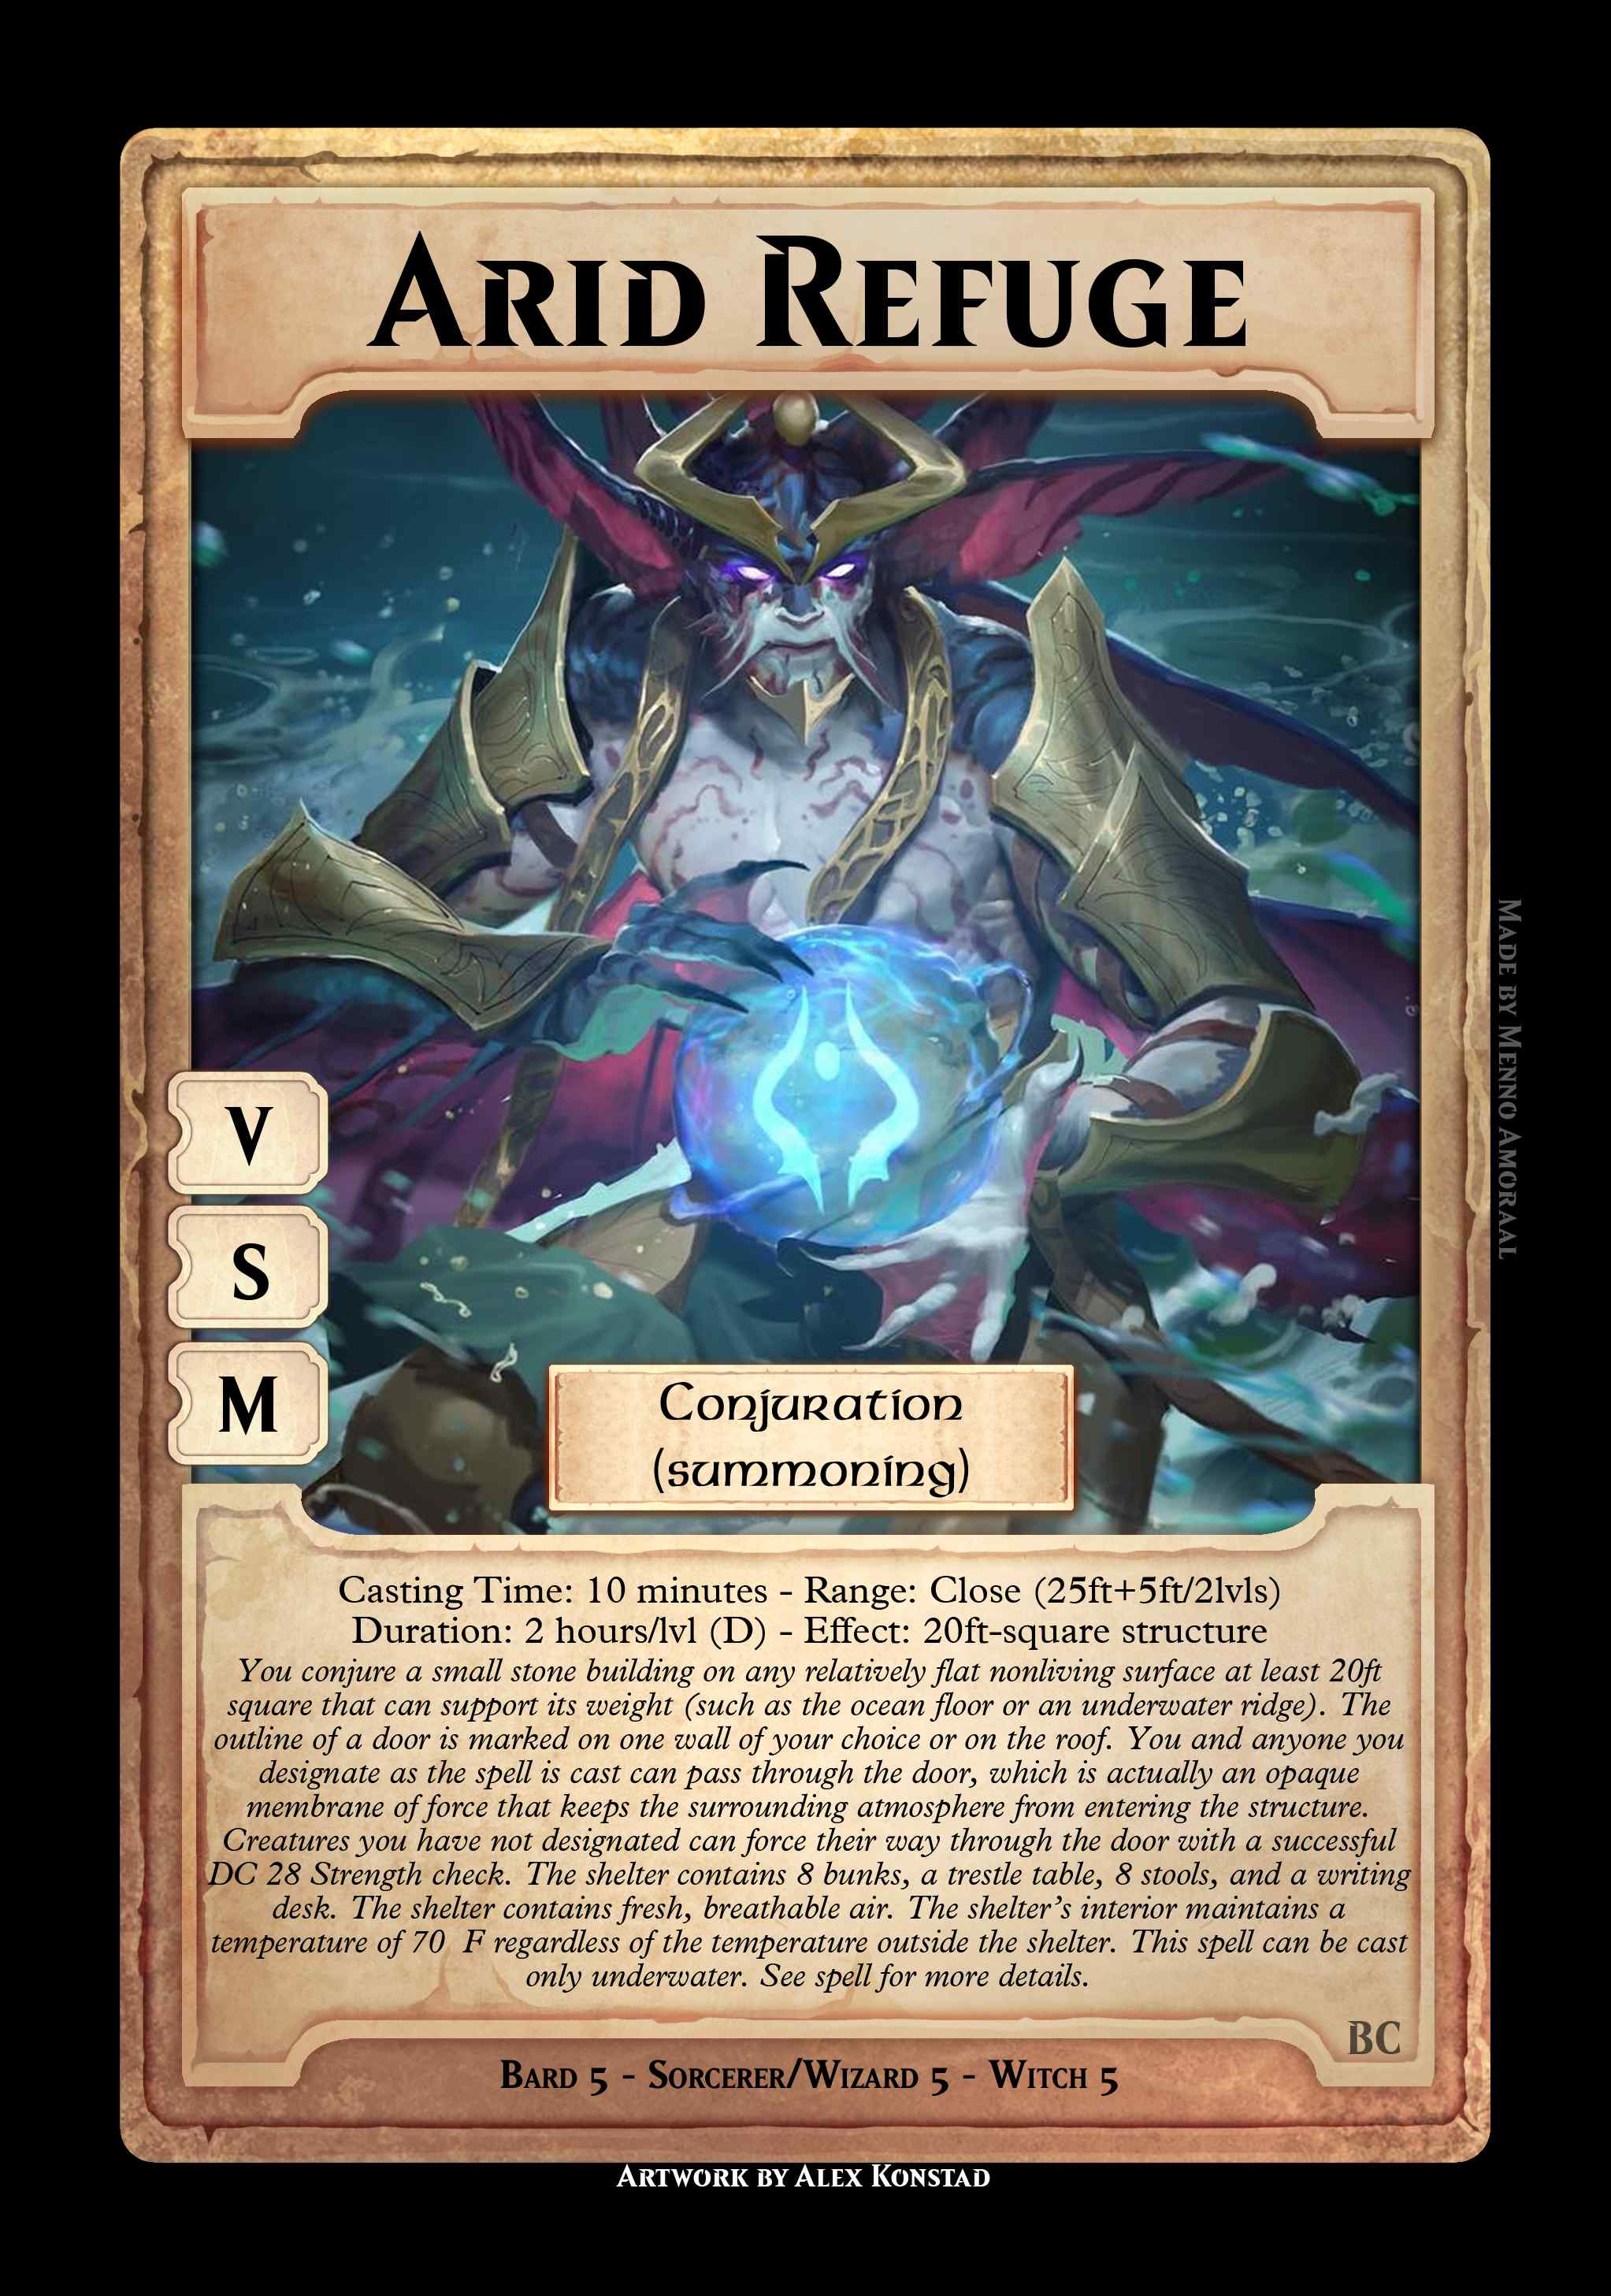 Arid Refuge
V
S
M
Conjuration
(summoning)
Casting Time: 10 minutes - Range: Close (25ft+5ft/2lvls)
Duration: 2 hours/lvl (D) - Effect: 20ft-square structure
You conjure a small stone building on any relatively flat nonliving surface at least 20ft
square that can support its weight (such as the ocean floor or an underwater ridge). The
outline of a door is marked on one wall of your choice or on the roof. You and anyone you
designate as the spell is cast can pass through the door, which is actually an opaque
membrane of force that keeps the surrounding atmosphere from entering the structure.
Creatures you have not designated can force their way through the door with a successful
DC 28 Strength check. The shelter contains 8 bunks, a trestle table, 8 stools, and a writing
desk. The shelter contains fresh, breathable air. The shelter's interior maintains a
temperature of 70 F regardless of the temperature outside the shelter. This spell can be cast
only underwater. See spell for more details.
BC
Bard 5 - Sorcerer/Wizard 5 - Witch 5
Artwork by Alex Konstad
Made by Menno Amoraal